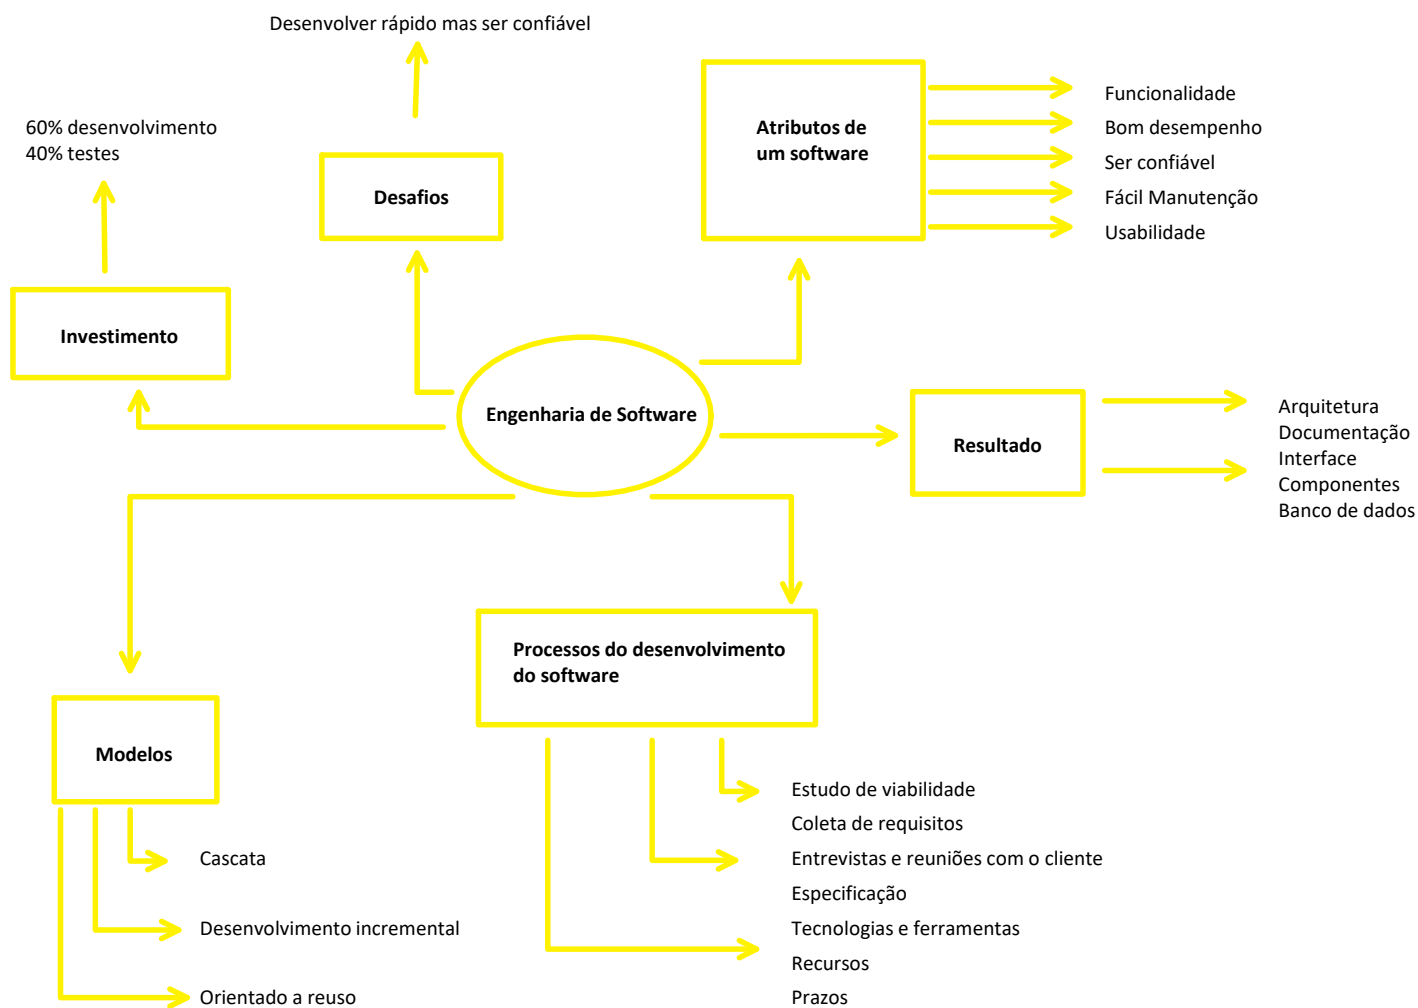 Desenvolver rápido mas ser confiável
60% desenvolvimento
40% testes
Desafios
Investimento
Atributos de
um software
Funcionalidade
Bom desempenho
Ser confiável
Fácil Manutenção
Usabilidade
Engenharia de Software
Resultado
Arquitetura
Documentação
Interface
Componentes
Banco de dados
Processos do desenvolvimento
do software
Estudo de viabilidade
Coleta de requisitos
Entrevistas e reuniões com o cliente
Especificação
Tecnologias e ferramentas
Recursos
Prazos
Modelos
Cascata
Desenvolvimento incremental
Orientado a reuso